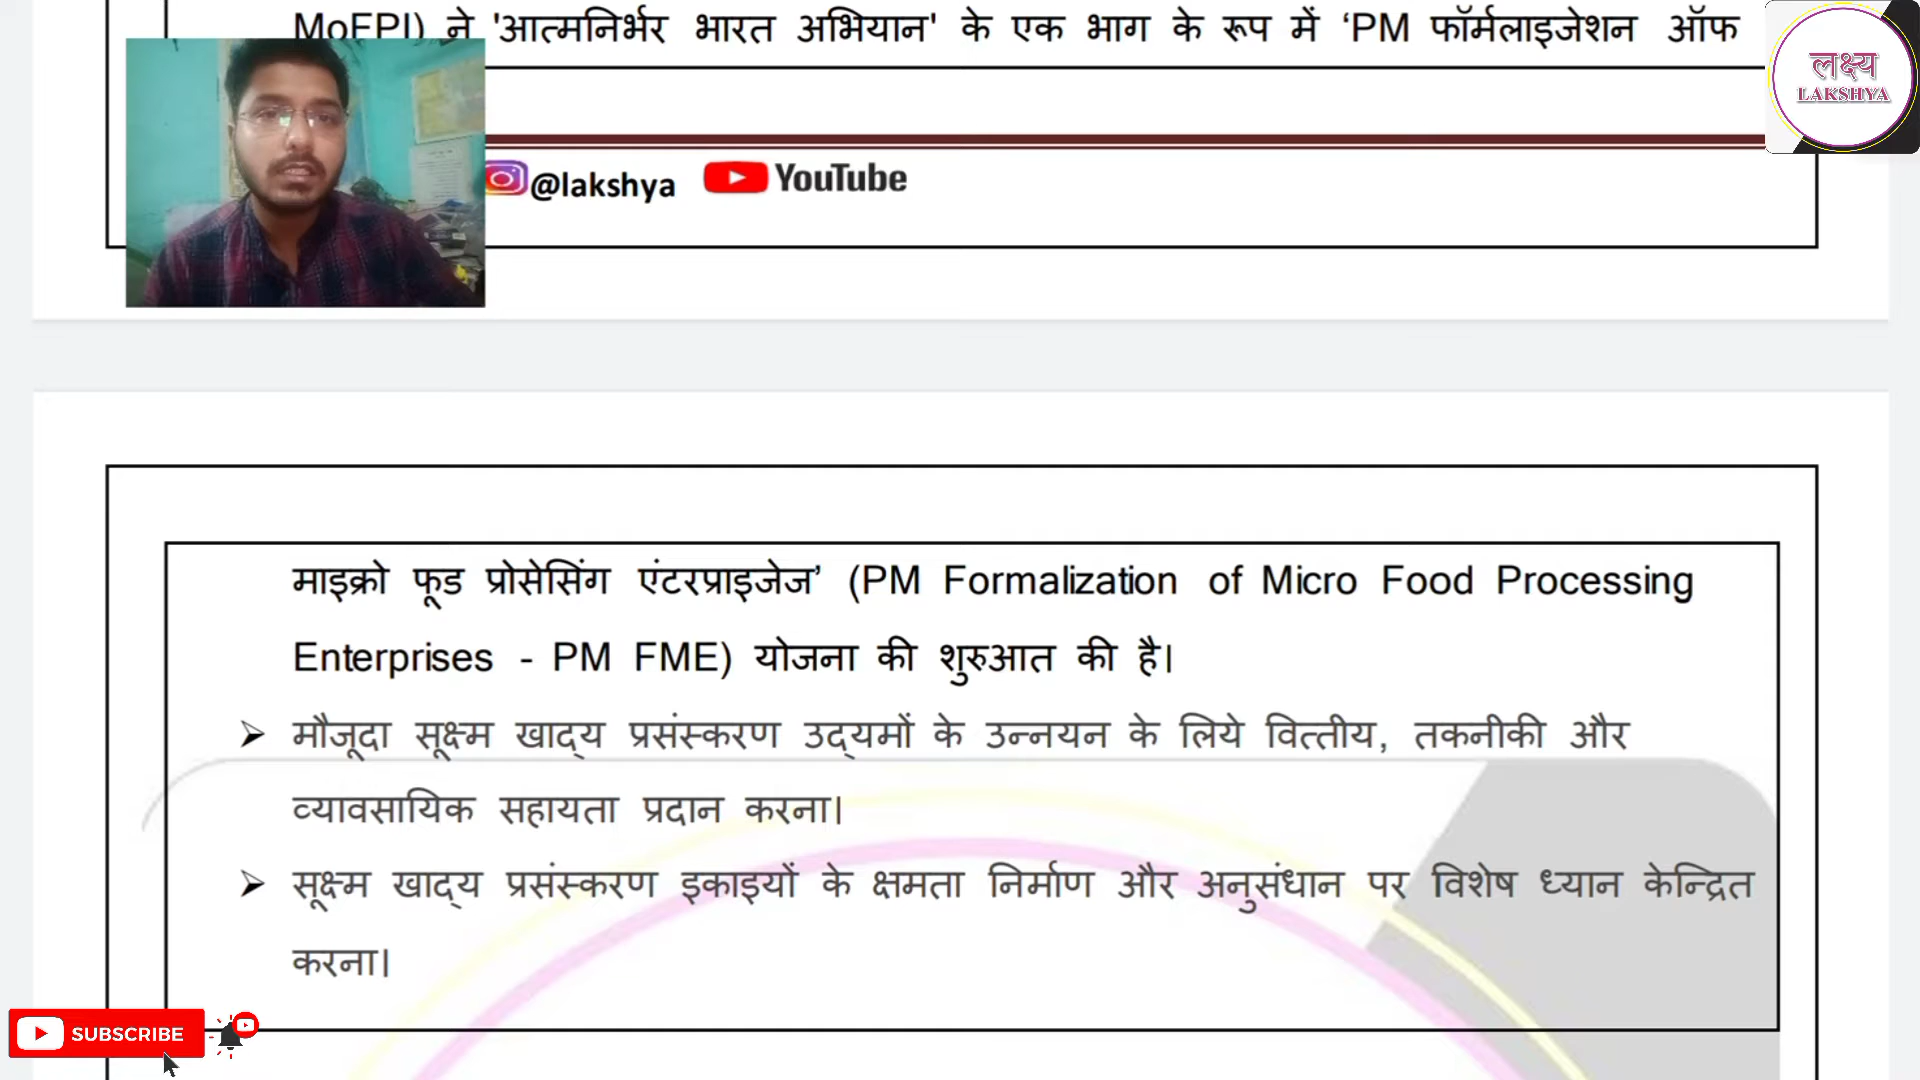 MoFPI) ने 'आत्मनिर्भर भारत अभियान' के एक भाग के रूप में ‘PM फॉर्मलाइजेशन ऑफ
लक्ष्य
LAKSHYA
@lakshya YouTube
माइक्रो फूड प्रोसेसिंग एंटरप्राइजेज’ (PM Formalization of Micro Food Processing
Enterprises - PM FME) योजना की शुरुआत की है।
➢ मौजूदा सूक्ष्म खाद्य प्रसंस्करण उद्यमों के उन्नयन के लिये वित्तीय, तकनीकी और
व्यावसायिक सहायता प्रदान करना।
➢ सूक्ष्म खाद्य प्रसंस्करण इकाइयों के क्षमता निर्माण और अनुसंधान पर विशेष ध्यान केन्द्रित
करना।
SUBSCRIBE